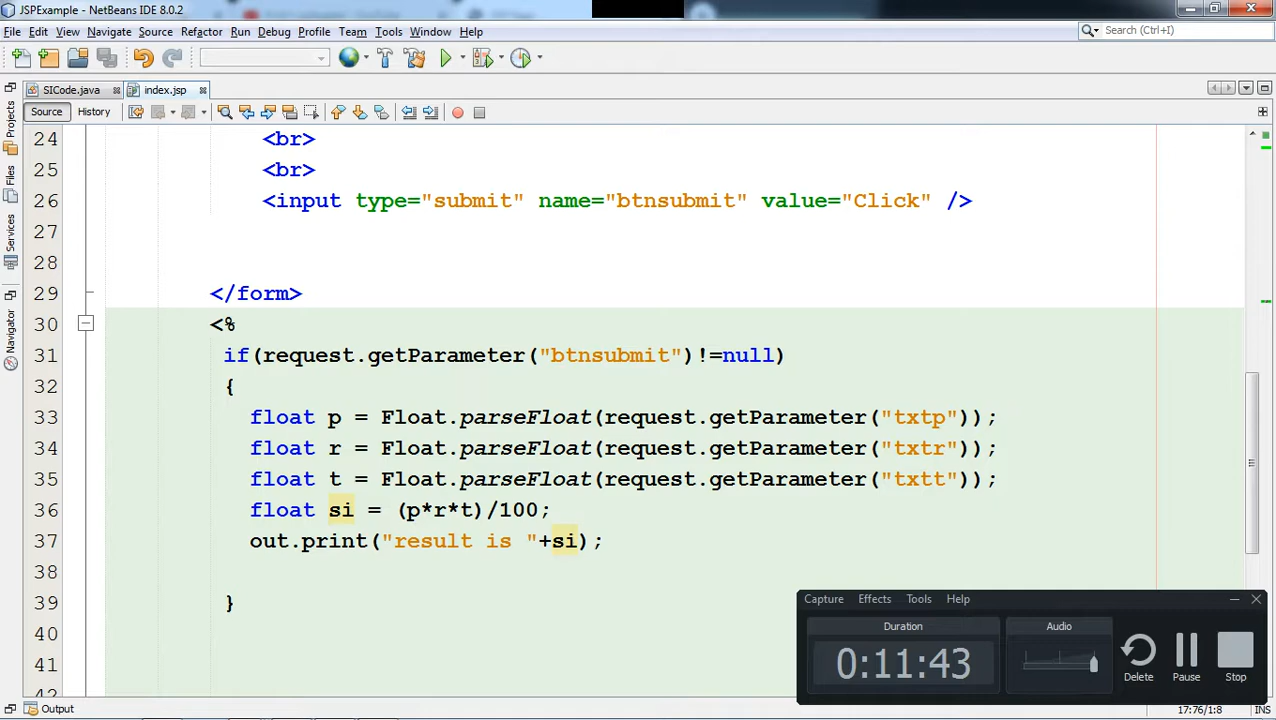 JSPExample - NetBeans IDE 8.0.2
File Edit View Navigate Source Refactor Run Debug Profile Team Tools Window Help
Search (Ctrl+I)
SICode.java index.jsp
Source History
Projects
Files
Services
Navigator
24 <br>
25 <br>
26 <input type="submit" name="btnsubmit" value="Click" />
27
28
29 </form>
30 <%
31 if(request.getParameter("btnsubmit")!=null)
32 {
33 float p = Float.parseFloat(request.getParameter("txtp"));
34 float r = Float.parseFloat(request.getParameter("txtr"));
35 float t = Float.parseFloat(request.getParameter("txtt"));
36 float si = (p*r*t)/100;
37 out.print("result is "+si);
38
39 }
40
41
42
Capture Effects Tools Help
Duration
0:11:43
Audio
Delete Pause Stop
Output
17:76/1:8 INS